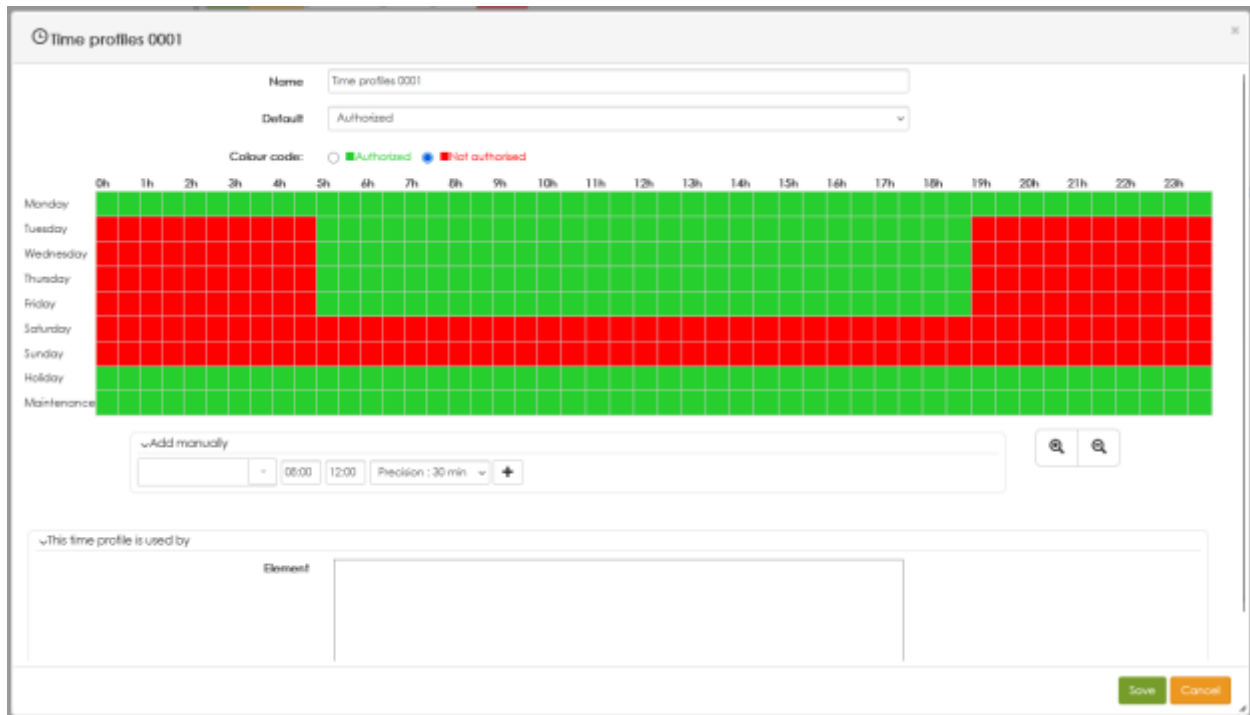 Time profiles 0001
Name Time profiles 0001
Default Authorized
Colour code: Authorized Not authorised
0h 1h 2h 3h 4h 5h 6h 7h 8h 9h 10h 11h 12h 13h 14h 15h 16h 17h 18h 19h 20h 21h 22h 23h
Monday
Tuesday
Wednesday
Thursday
Friday
Saturday
Sunday
Holiday
Maintenance
Add manually
08:00 12:00 Precision : 30 min
This time profile is used by
Element
Save Cancel